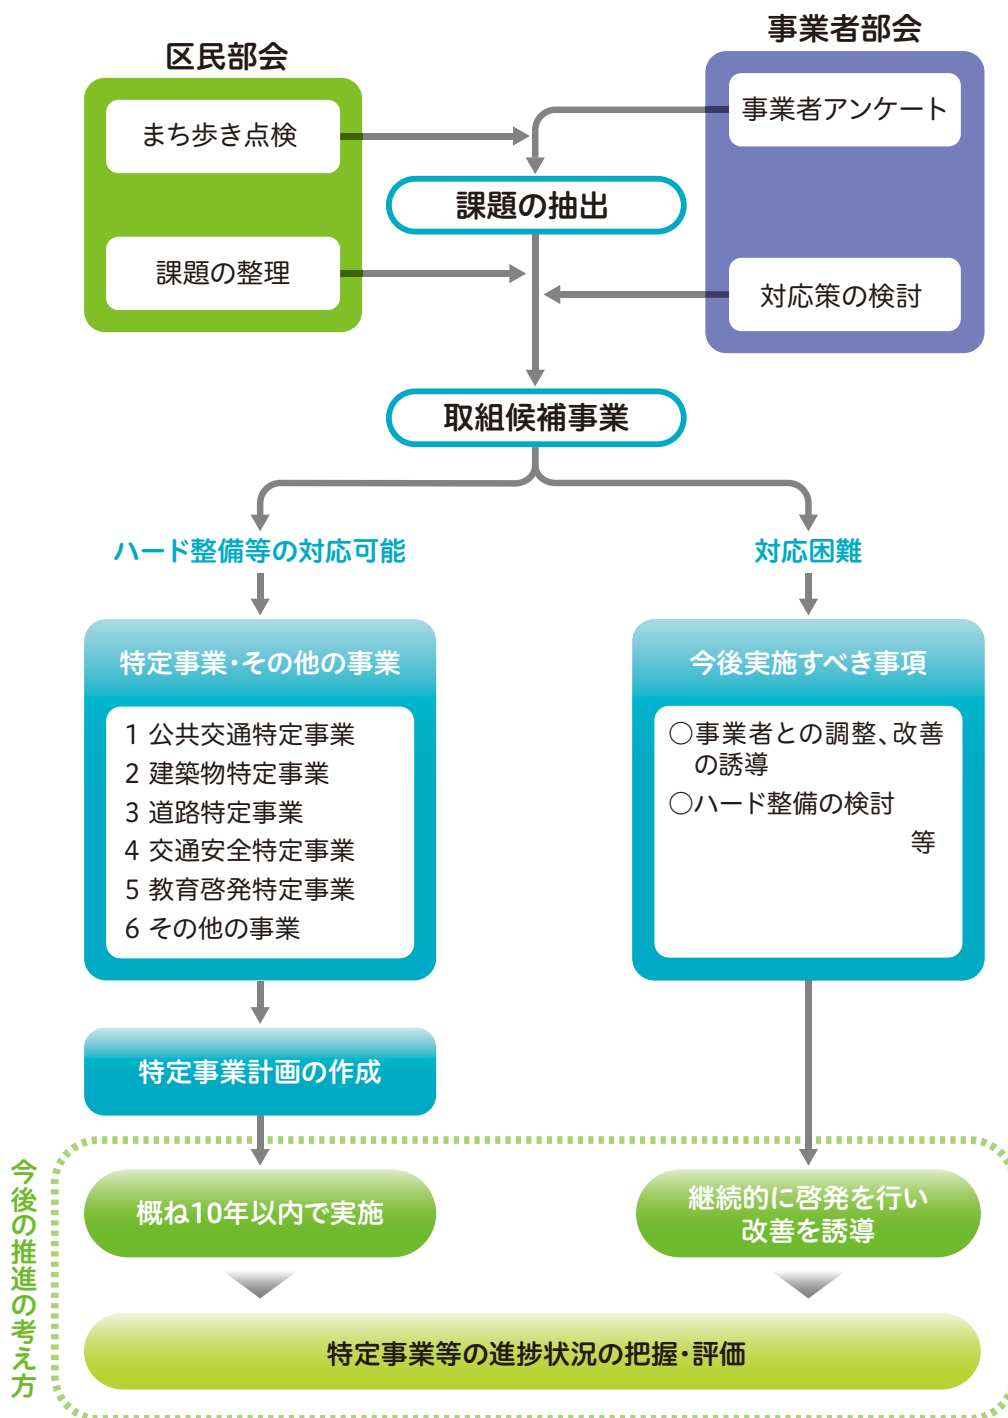 区民部会
事業者部会
まち歩き点検
事業者アンケート
課題の抽出
課題の整理
対応策の検討
取組候補事業
ハード整備等の対応可能
対応困難
特定事業・その他の事業
1 公共交通特定事業
2 建築物特定事業
3 道路特定事業
4 交通安全特定事業
5 教育啓発特定事業
6 その他の事業
今後実施すべき事項
○事業者との調整、改善
の誘導
○ハード整備の検討
等
特定事業計画の作成
今後の推進の考え方
概ね10年以内で実施
継続的に啓発を行い
改善を誘導
特定事業等の進捗状況の把握・評価